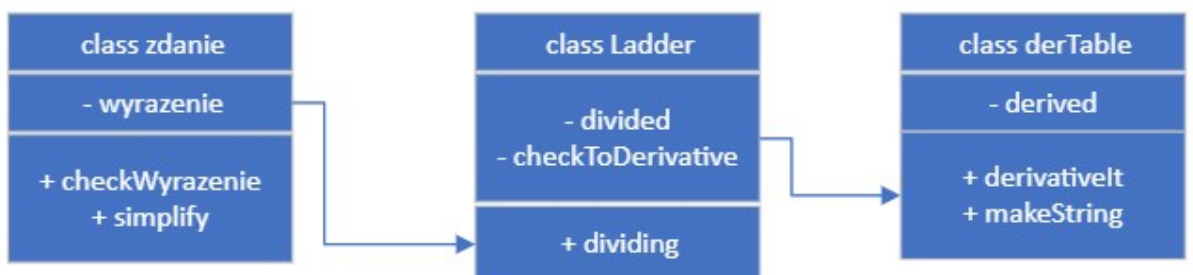 class zdanie
- wyrazenie
+ checkWyrazenie
+ simplify
class Ladder
- divided
- checkToDerivative
+ dividing
class derTable
- derived
+ derivativeIt
+ makeString